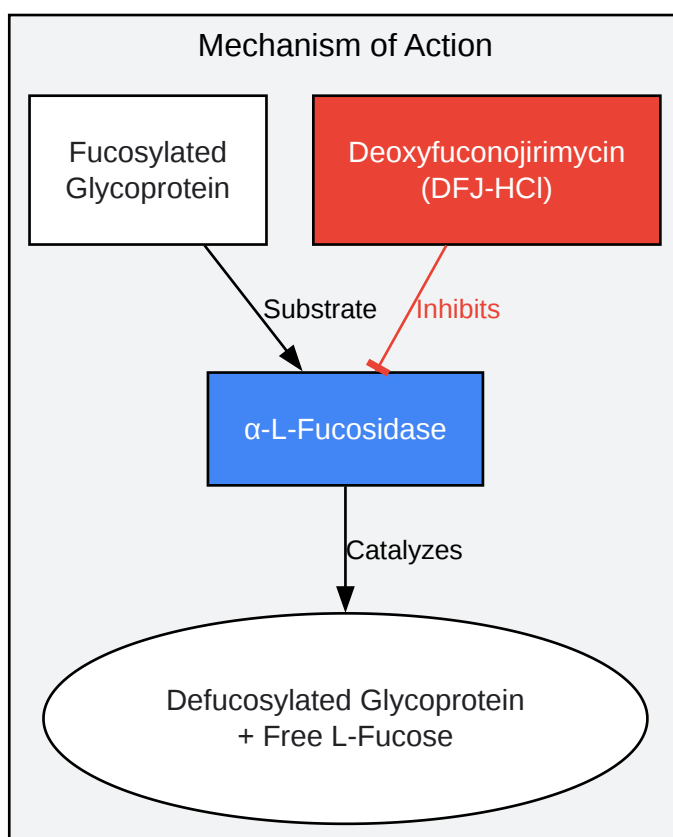 Mechanism of Action
Fucosylated
Glycoprotein
Deoxyfuconojirimycin
(DFJ-HCl)
Substrate
Inhibits
α-L-Fucosidase
Catalyzes
Defucosylated Glycoprotein
+ Free L-Fucose